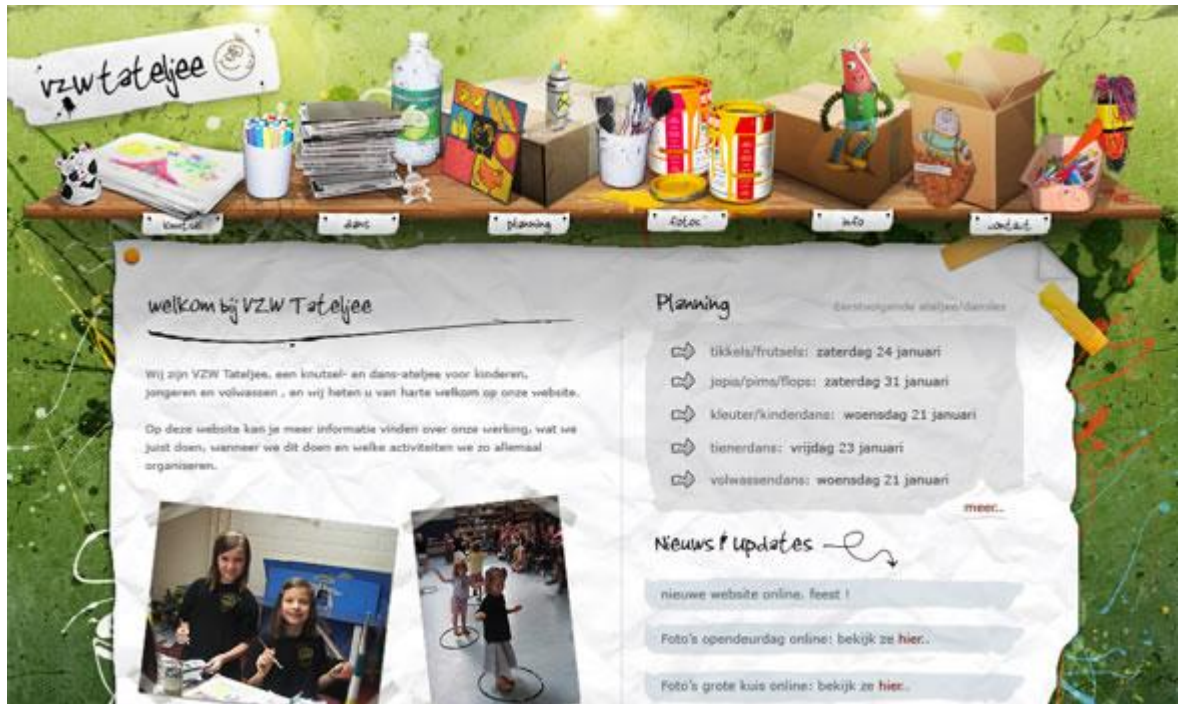 vzw tateljee
knutsel
dans
planning
fotos
info
contact
welkom bij VZW Tateljee
Wij zijn VZW Tateljee, een knutsel- en dans-ateljee voor kinderen,
jongeren en volwassen , en wij heten u van harte welkom op onze website.
Op deze website kan je meer informatie vinden over onze werking, wat we
juist doen, wanneer we dit doen en welke activiteiten we zo allemaal
organiseren.
Planning
Eerstvolgende ateljee/dansles
tikkels/frutsels: zaterdag 24 januari
jopia/pims/flops: zaterdag 31 januari
kleuter/kinderdans: woensdag 21 januari
tienerdans: vrijdag 23 januari
volwassendans: woensdag 21 januari
meer..
Nieuws & Updates
nieuwe website online, feest !
Foto's opendeurdag online: bekijk ze hier..
Foto's grote kuis online: bekijk ze hier..